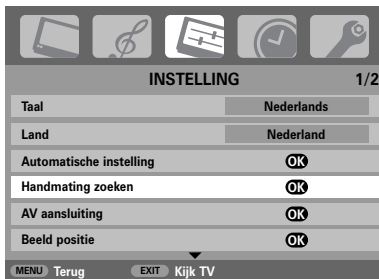 INSTELLING 1/2
Taal Nederlands
Land Nederland
Automatische instelling OK
Handmating zoeken OK
AV aansluiting OK
Beeld positie OK
MENU Terug EXIT Kijk TV